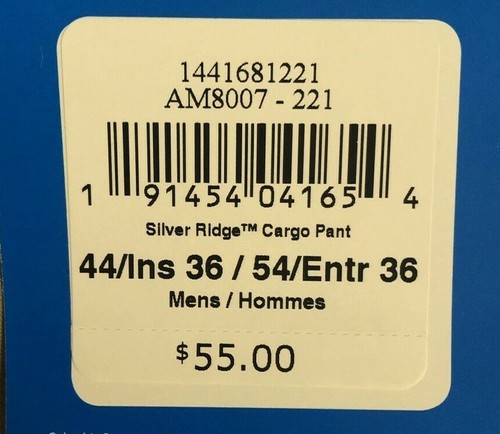 1441681221
AM8007 - 221
1 91454 04165 4
Silver Ridge™ Cargo Pant
44/Ins 36 / 54/Entr 36
Mens / Hommes
$55.00